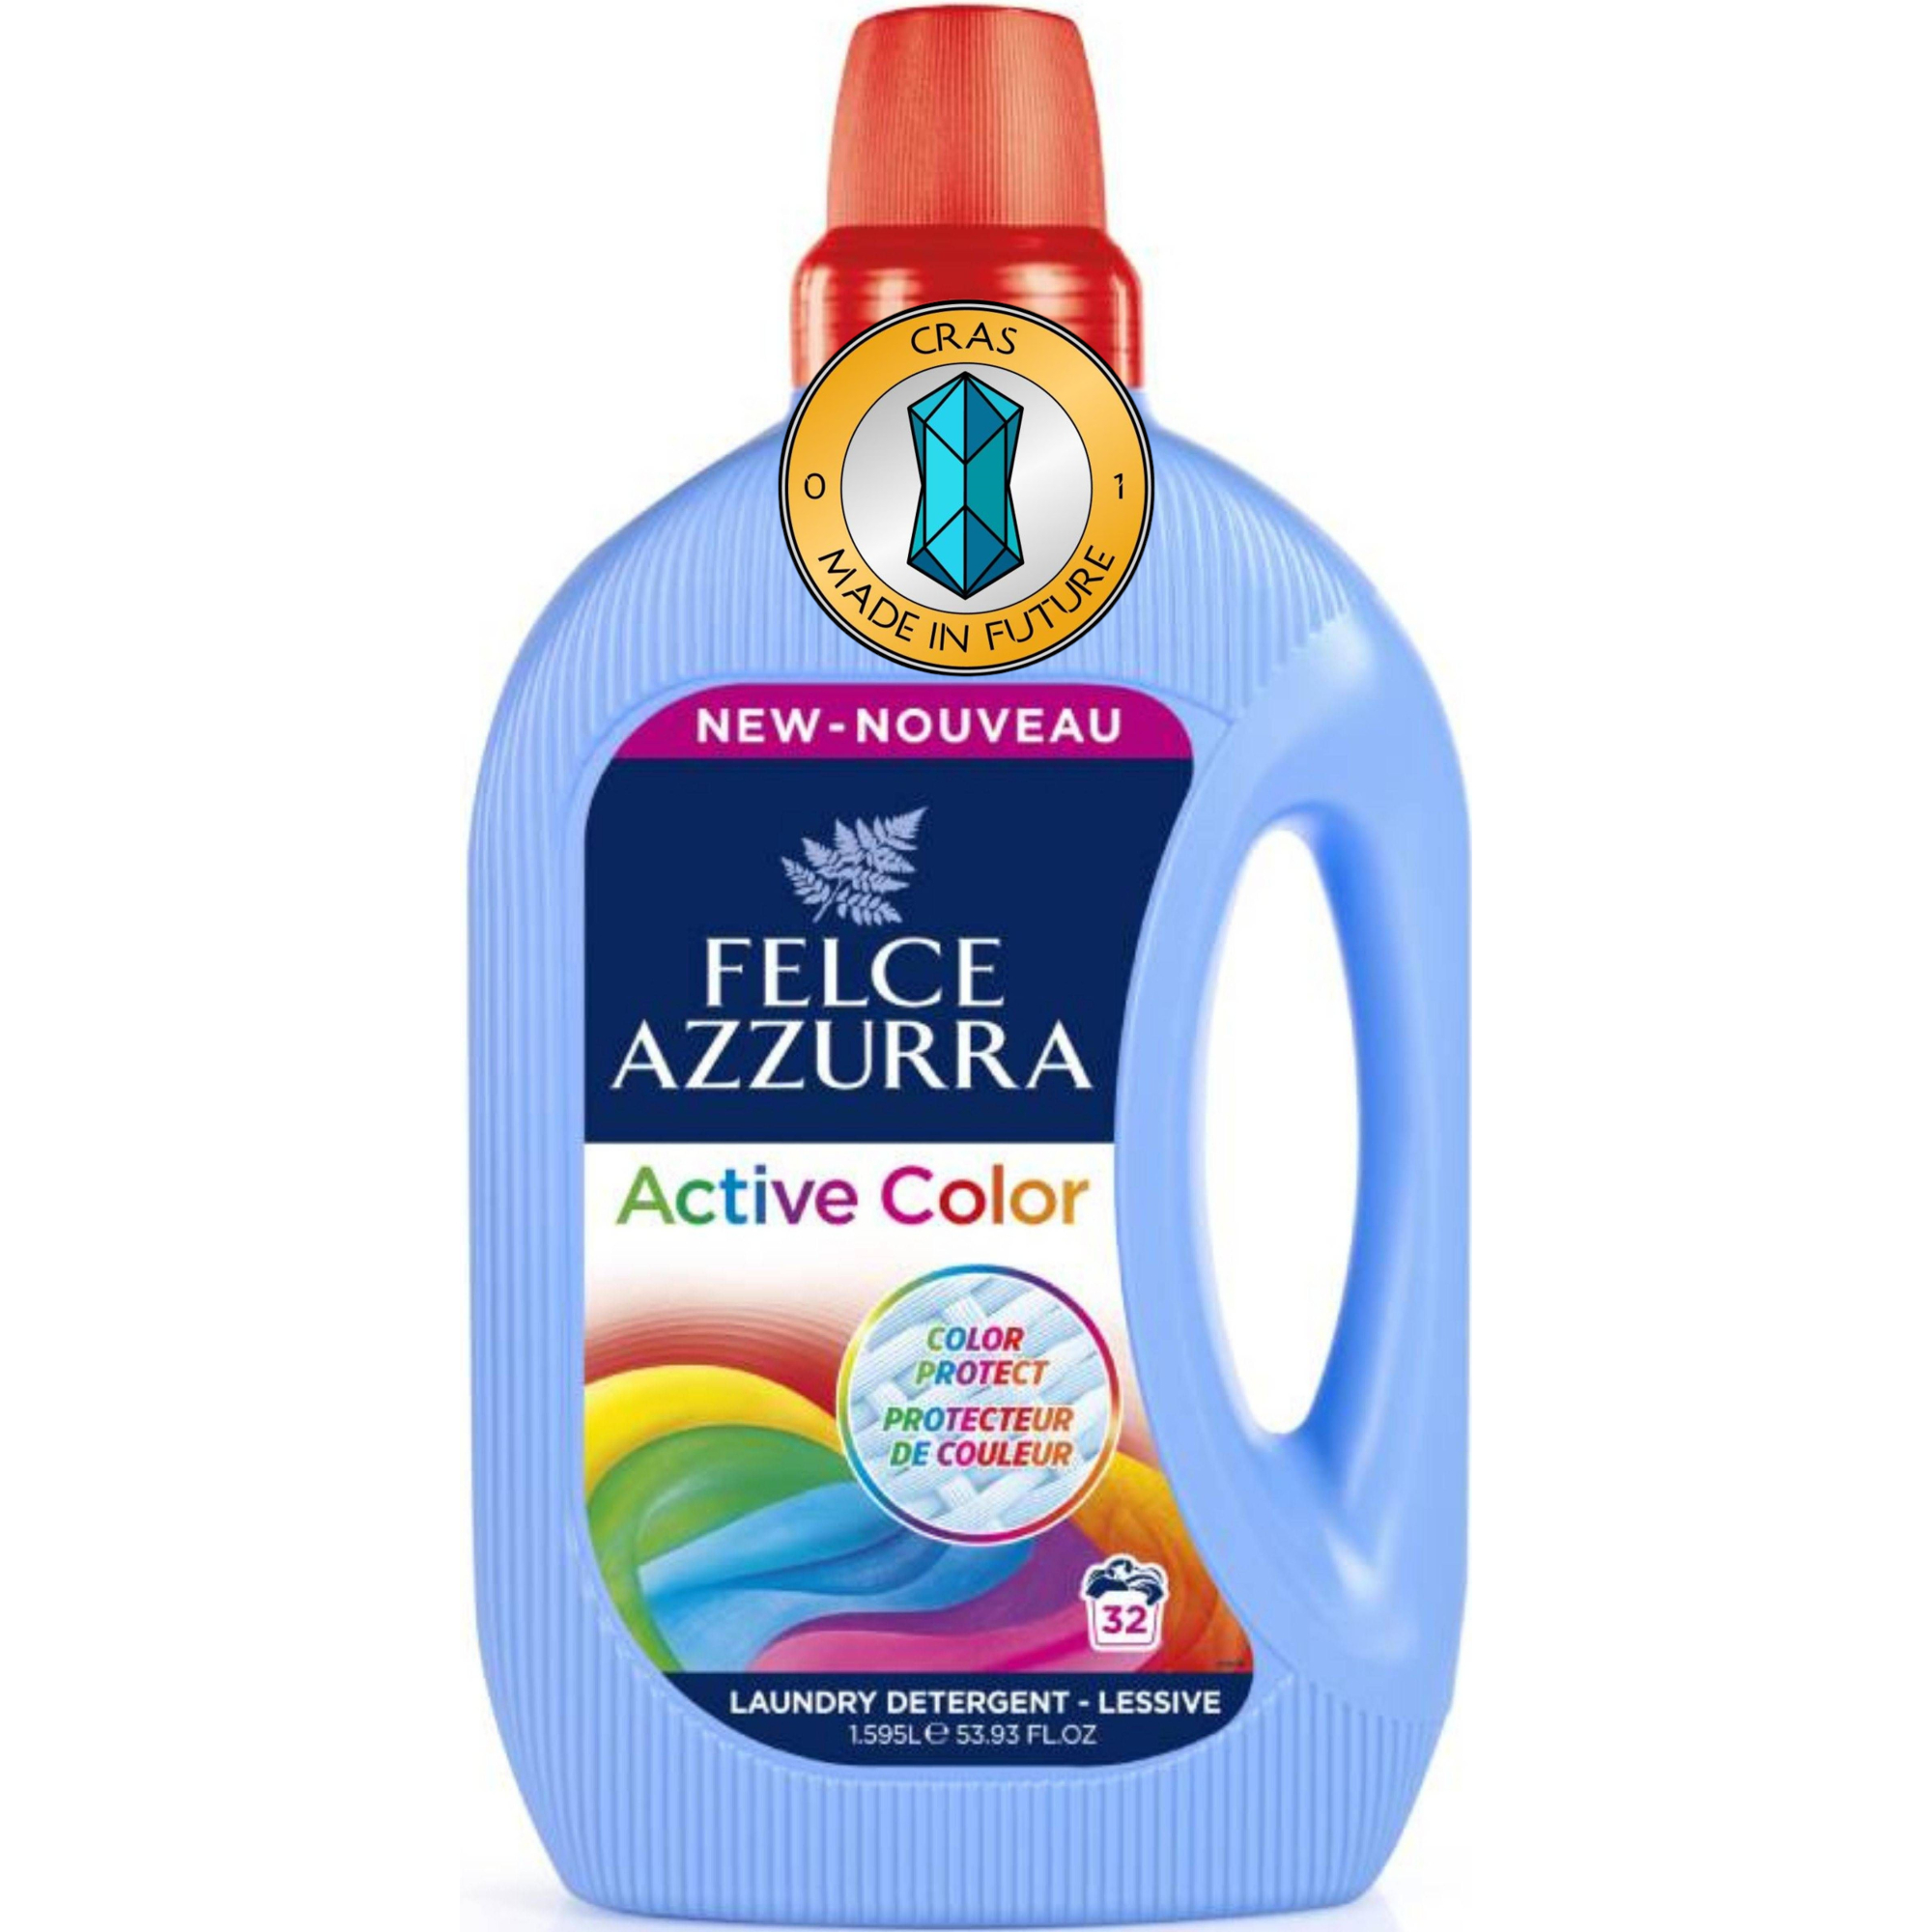 CRAS
0 1
MADE IN FUTURE
NEW-NOUVEAU
FELCE
AZZURRA
Active Color
COLOR
PROTECT
PROTECTEUR
DE COULEUR
32
LAUNDRY DETERGENT - LESSIVE
1.595L ℮ 53.93 FL.OZ